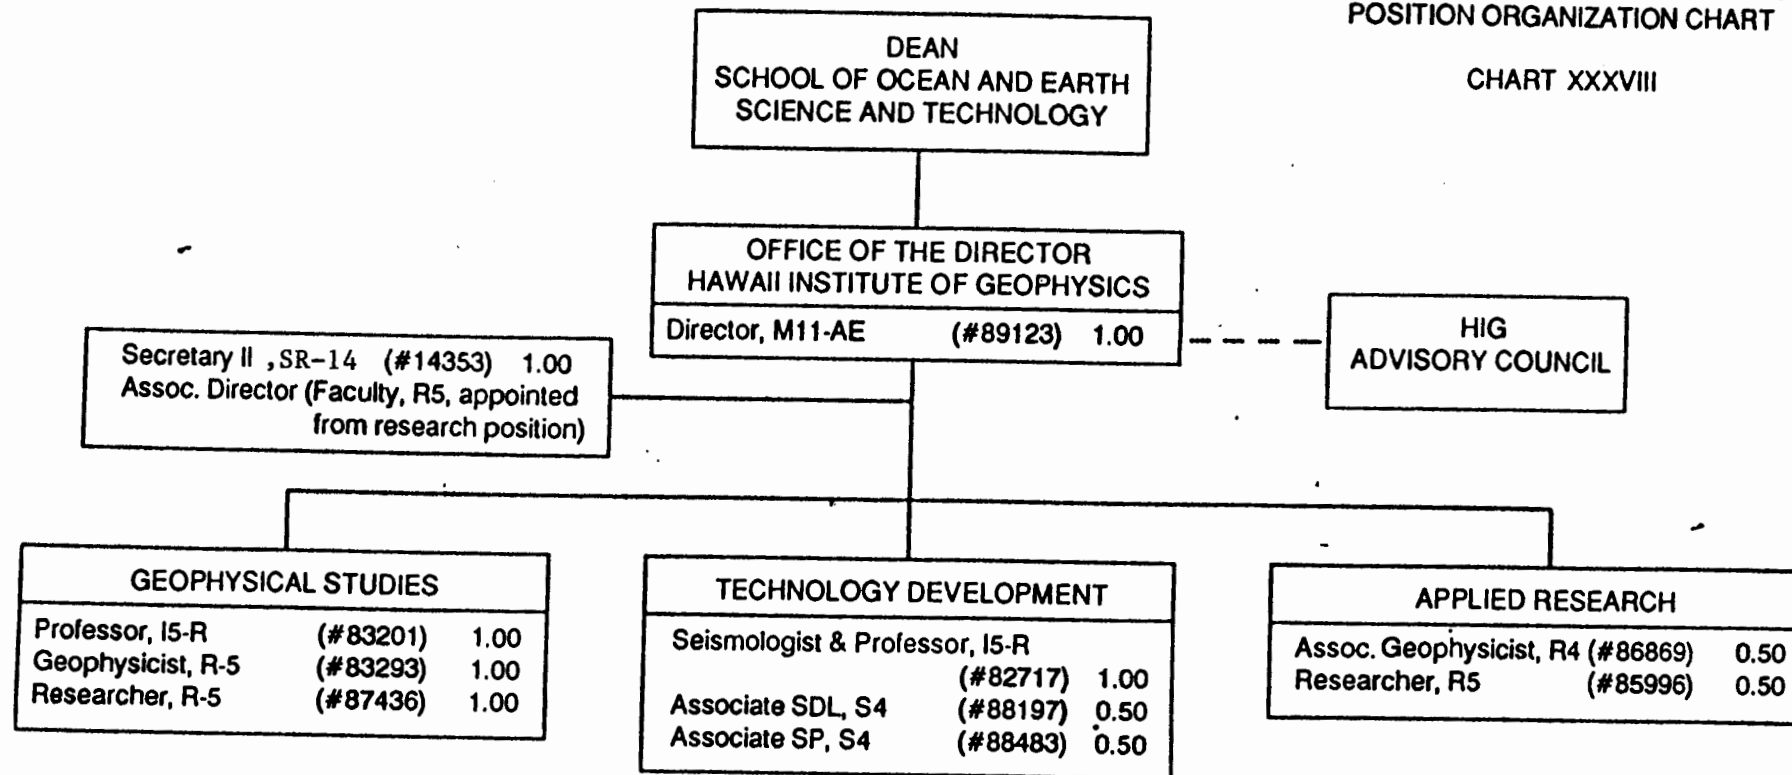 POSITION ORGANIZATION CHART
CHART XXXVIII
DEAN
SCHOOL OF OCEAN AND EARTH
SCIENCE AND TECHNOLOGY
OFFICE OF THE DIRECTOR
HAWAII INSTITUTE OF GEOPHYSICS
Director, M11-AE (#89123) 1.00
HIG
ADVISORY COUNCIL
Secretary II ,SR-14 (#14353) 1.00
Assoc. Director (Faculty, R5, appointed
from research position)
GEOPHYSICAL STUDIES
Professor, I5-R (#83201) 1.00
Geophysicist, R-5 (#83293) 1.00
Researcher, R-5 (#87436) 1.00
TECHNOLOGY DEVELOPMENT
Seismologist & Professor, I5-R
(#82717) 1.00
Associate SDL, S4 (#88197) 0.50
Associate SP, S4 (#88483) 0.50
APPLIED RESEARCH
Assoc. Geophysicist, R4 (#86869) 0.50
Researcher, R5 (#85996) 0.50